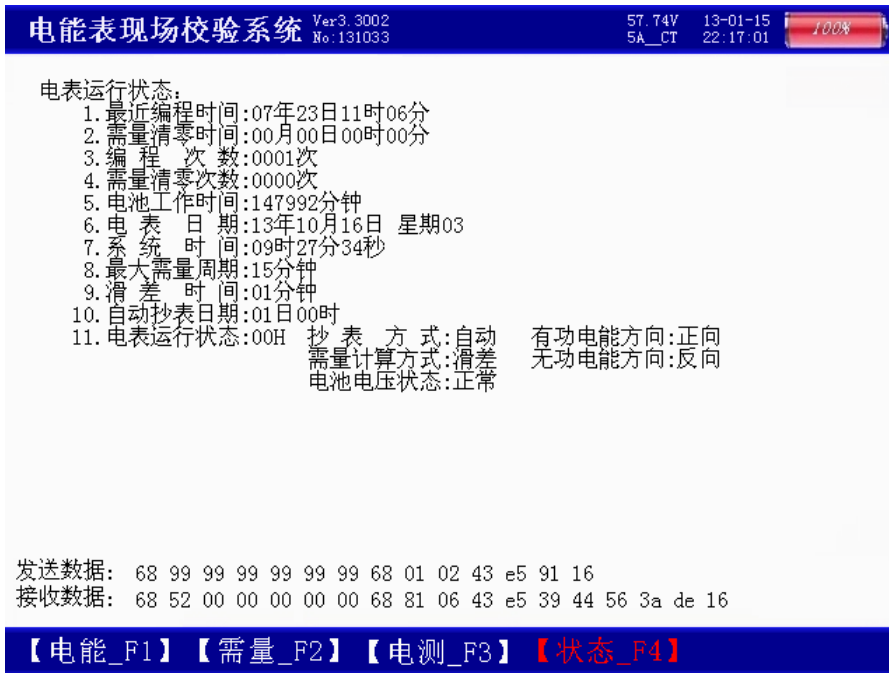 电能表现场校验系统 Ver3.3002 No:131033 57.74V 5A__CT 13-01-15 22:17:01 100%
电表运行状态:
1.最近编程时间:07年23日11时06分
2.需量清零时间:00月00日00时00分
3.编 程 次 数:0001次
4.需量清零次数:0000次
5.电池工作时间:147992分钟
6.电 表 日 期:13年10月16日 星期03
7.系 统 时 间:09时27分34秒
8.最大需量周期:15分钟
9.滑 差 时 间:01分钟
10.自动抄表日期:01日00时
11.电表运行状态:00H 抄 表 方 式:自动 有功电能方向:正向
需量计算方式:滑差 无功电能方向:反向
电池电压状态:正常
发送数据: 68 99 99 99 99 99 99 68 01 02 43 e5 91 16
接收数据: 68 52 00 00 00 00 00 68 81 06 43 e5 39 44 56 3a de 16
【电能_F1】【需量_F2】【电测_F3】【状态_F4】